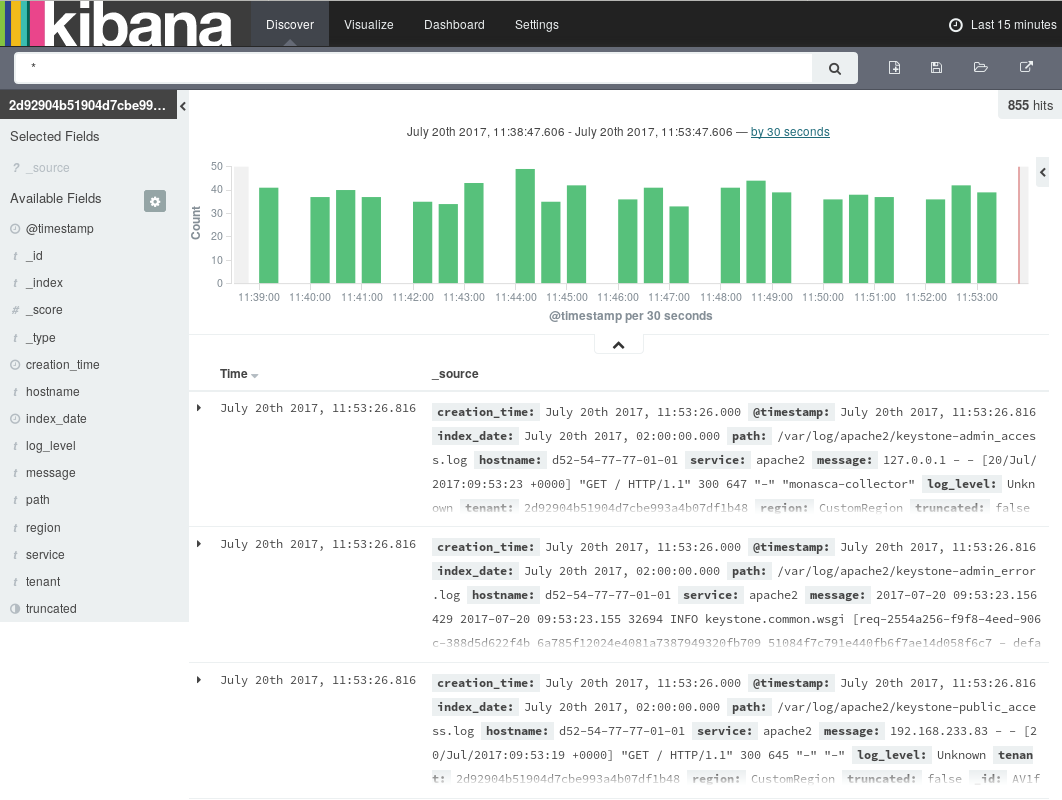 kibana Discover Visualize Dashboard Settings Last 15 minutes
*
2d92904b51904d7cbe99... 855 hits
Selected Fields
? _source
Available Fields
@timestamp
t _id
t _index
# _score
t _type
creation_time
t hostname
index_date
t log_level
t message
t path
t region
t service
t tenant
truncated
July 20th 2017, 11:38:47.606 - July 20th 2017, 11:53:47.606 — by 30 seconds
Count
50
40
30
20
10
0
11:39:00 11:40:00 11:41:00 11:42:00 11:43:00 11:44:00 11:45:00 11:46:00 11:47:00 11:48:00 11:49:00 11:50:00 11:51:00 11:52:00 11:53:00
@timestamp per 30 seconds
Time _source
July 20th 2017, 11:53:26.816 creation_time: July 20th 2017, 11:53:26.000 @timestamp: July 20th 2017, 11:53:26.816
index_date: July 20th 2017, 02:00:00.000 path: /var/log/apache2/keystone-admin_acces
s.log hostname: d52-54-77-77-01-01 service: apache2 message: 127.0.0.1 - - [20/Jul/
2017:09:53:23 +0000] "GET / HTTP/1.1" 300 647 "-" "monasca-collector" log_level: Unkn
own tenant: 2d92904b51904d7cbe993a4b07df1b48 region: CustomRegion truncated: false
July 20th 2017, 11:53:26.816 creation_time: July 20th 2017, 11:53:26.000 @timestamp: July 20th 2017, 11:53:26.816
index_date: July 20th 2017, 02:00:00.000 path: /var/log/apache2/keystone-admin_error
.log hostname: d52-54-77-77-01-01 service: apache2 message: 2017-07-20 09:53:23.156
429 2017-07-20 09:53:23.155 32694 INFO keystone.common.wsgi [req-2554a256-f9f8-4eed-906
c-388d5d622f4b 6a785f12024e4081a7387949320fb709 51084f7c791e440fb6f7ae14d058f6c7 - defa
July 20th 2017, 11:53:26.816 creation_time: July 20th 2017, 11:53:26.000 @timestamp: July 20th 2017, 11:53:26.816
index_date: July 20th 2017, 02:00:00.000 path: /var/log/apache2/keystone-public_acce
ss.log hostname: d52-54-77-77-01-01 service: apache2 message: 192.168.233.83 - - [2
0/Jul/2017:09:53:19 +0000] "GET / HTTP/1.1" 300 645 "-" "-" log_level: Unknown tenan
t: 2d92904b51904d7cbe993a4b07df1b48 region: CustomRegion truncated: false _id: AV1f